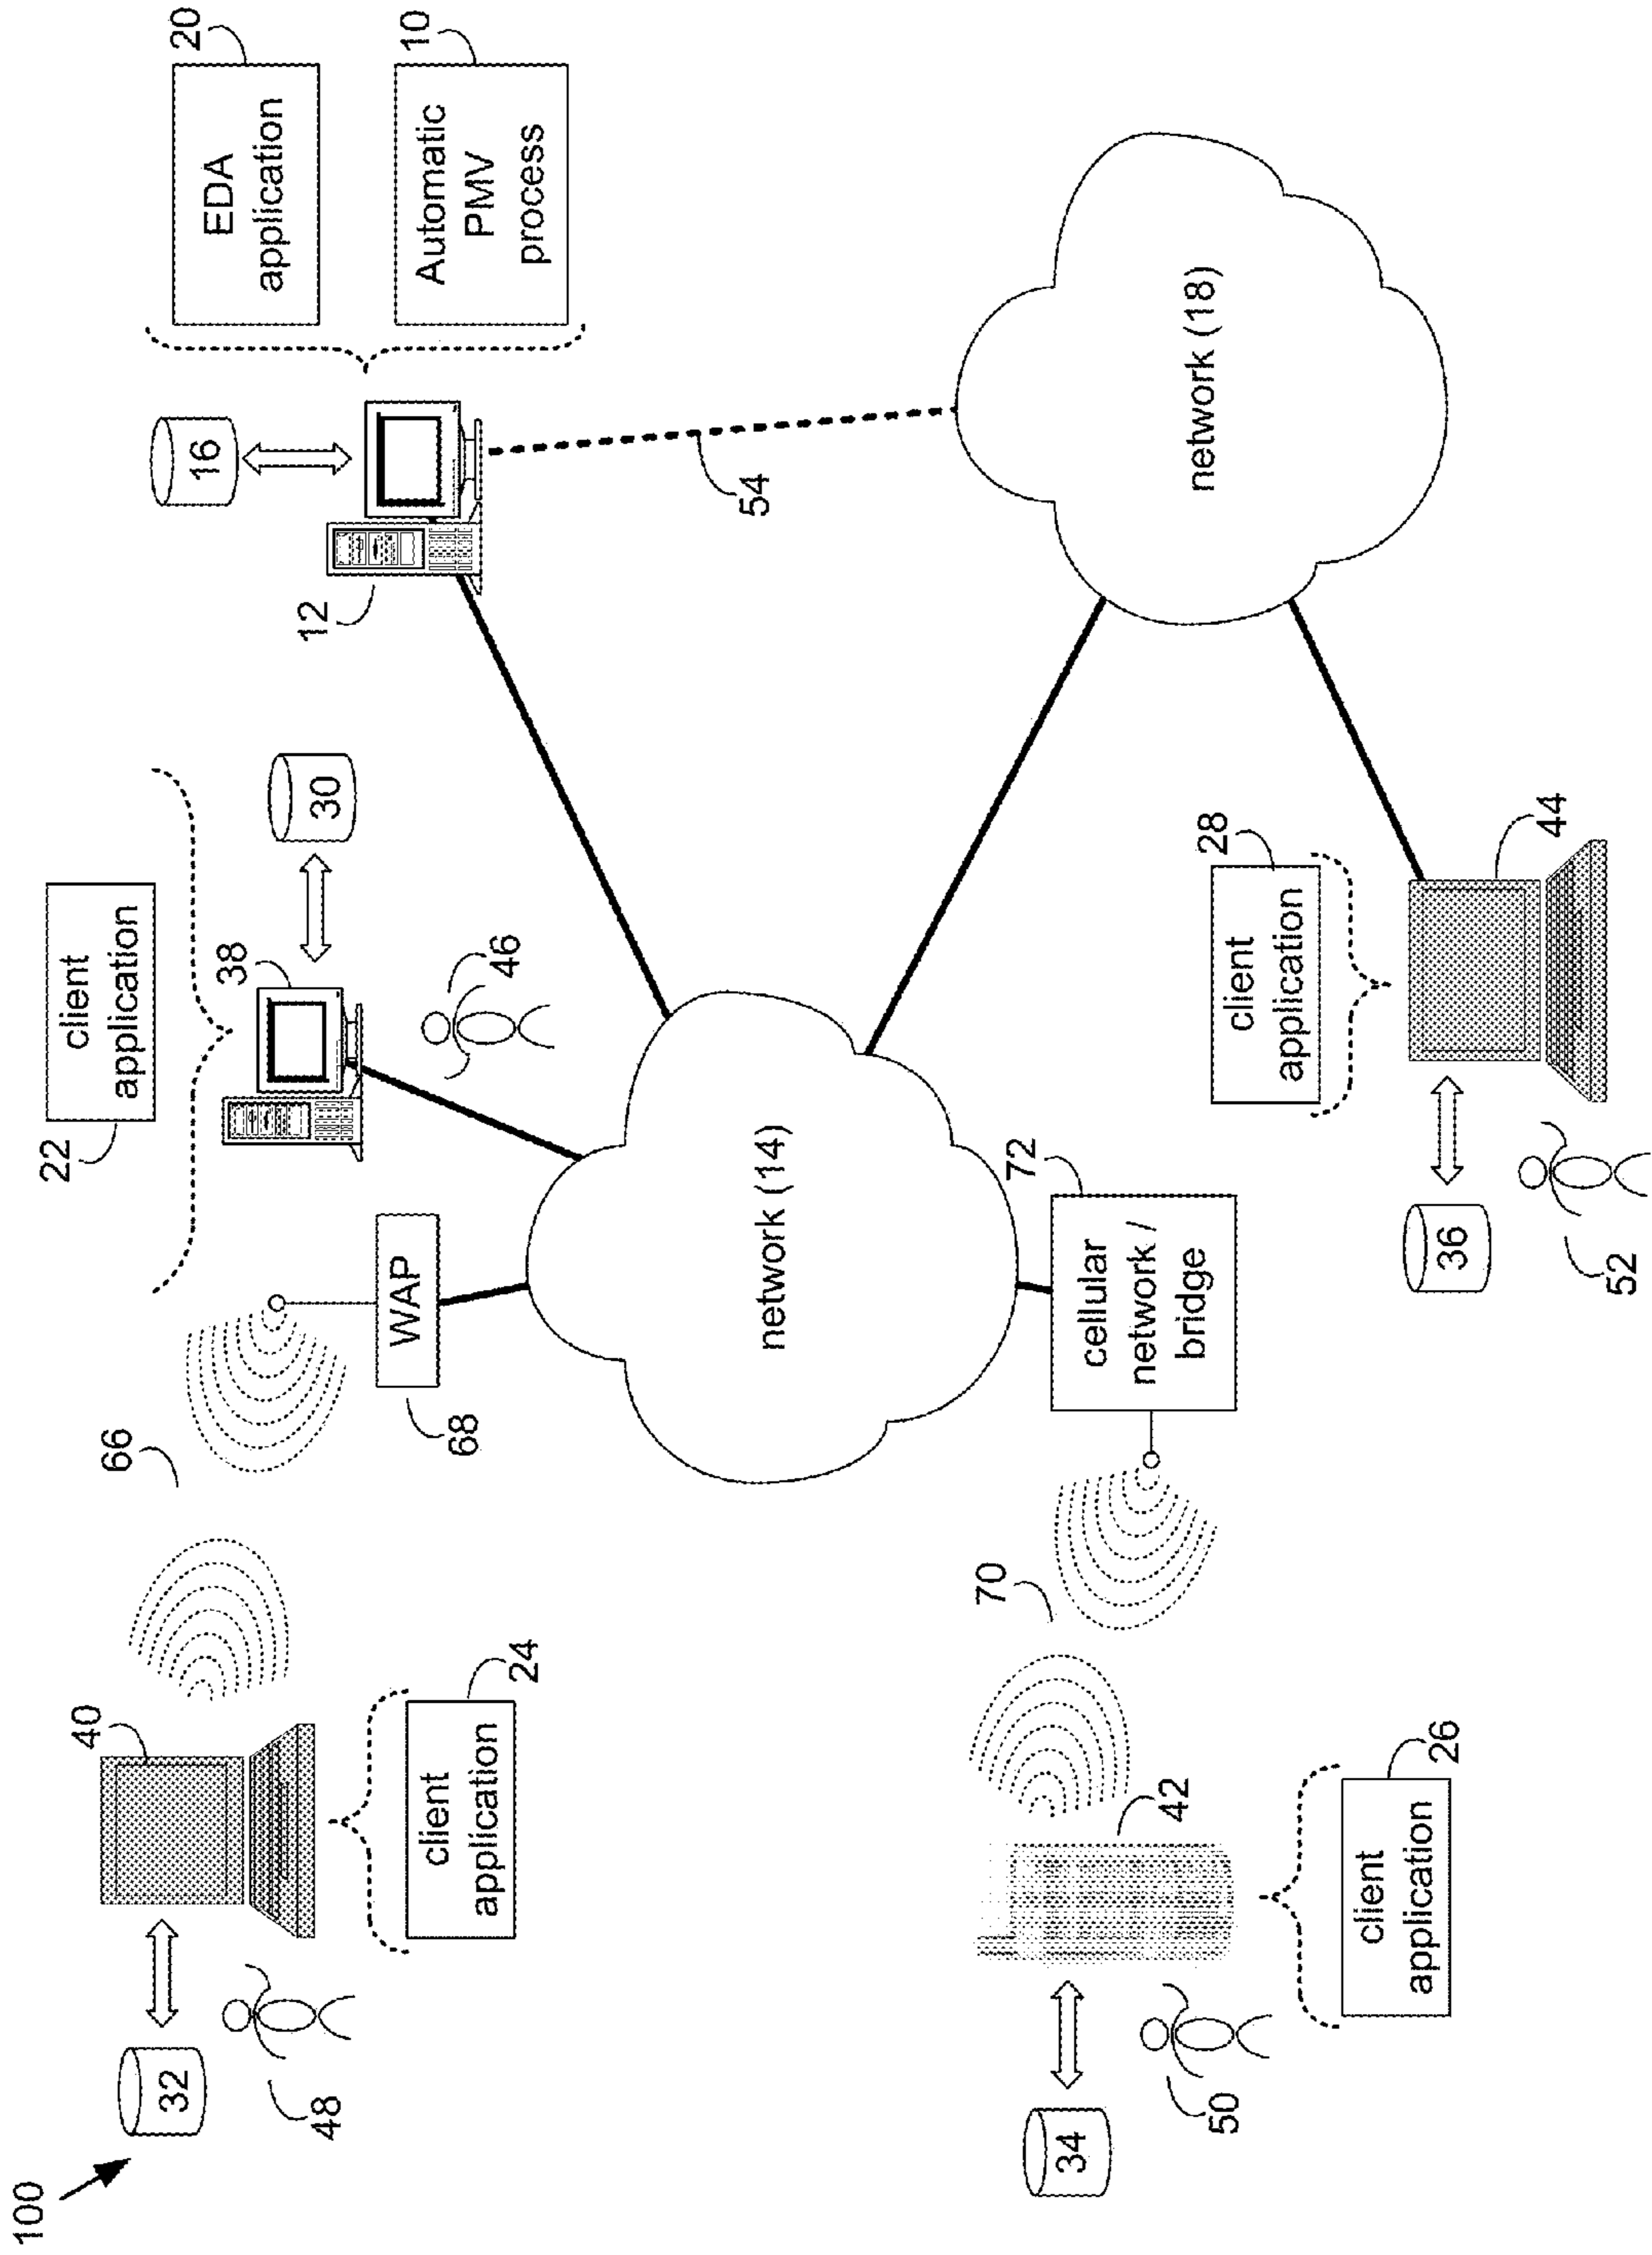 100
32
48
40
client
application
24
66
WAP
68
client
application
22
38
30
46
16
12
EDA
application
20
Automatic
PMV
process
10
54
network (14)
network (18)
34
50
42
client
application
26
70
cellular
network /
bridge
72
36
52
client
application
28
44